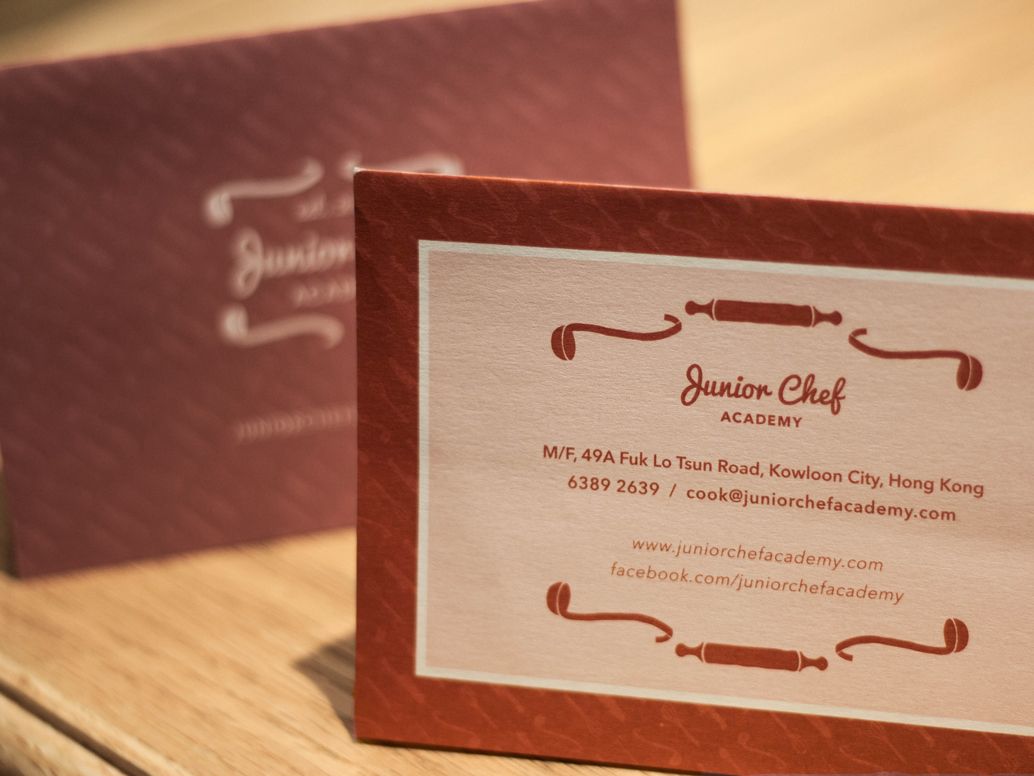 Junior
Junior Chef
ACADEMY
M/F, 49A Fuk Lo Tsun Road, Kowloon City, Hong Kong
6389 2639 / cook@juniorchefacademy.com
www.juniorchefacademy.com
facebook.com/juniorchefacademy